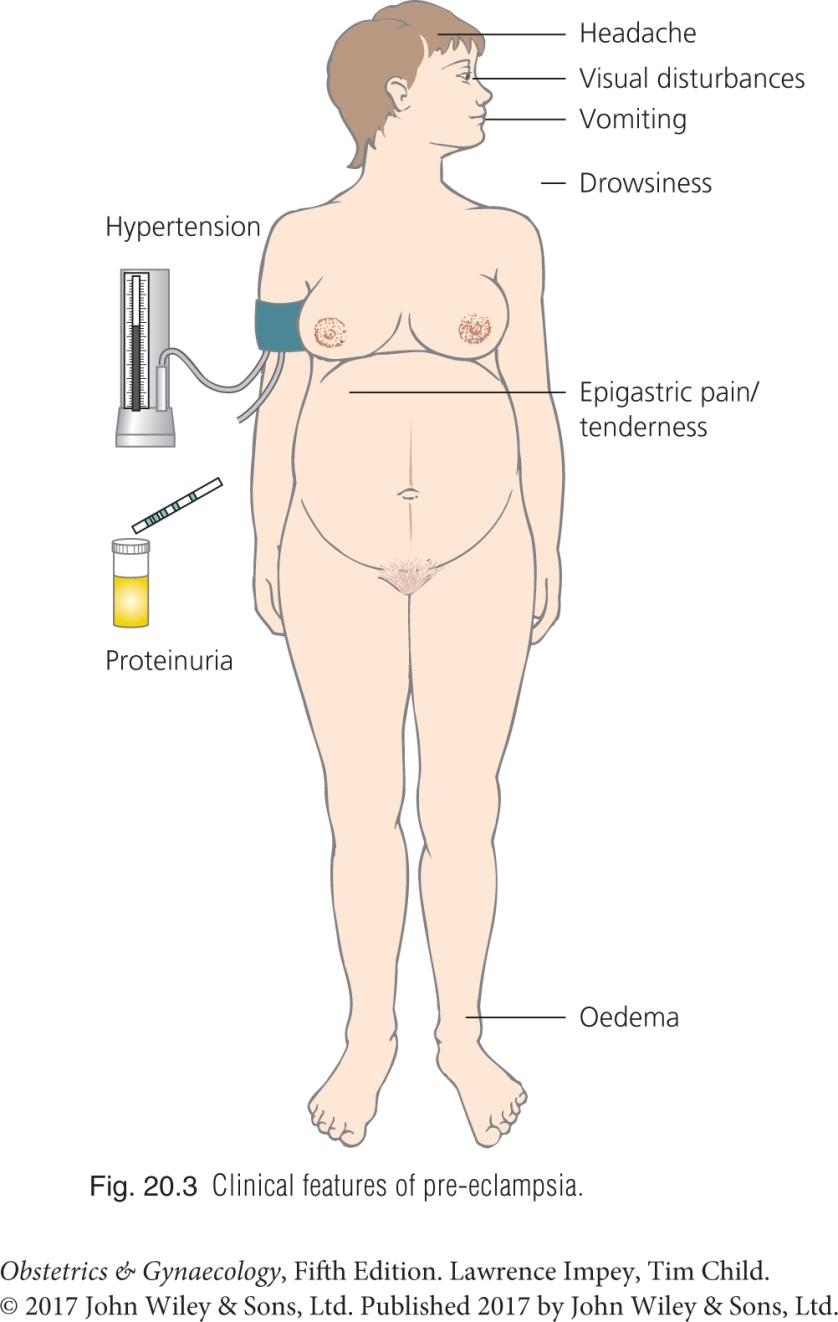 Headache
Visual disturbances
Vomiting
Drowsiness
Hypertension
Epigastric pain/
tenderness
Proteinuria
Oedema
Fig. 20.3 Clinical features of pre-eclampsia.
Obstetrics & Gynaecology, Fifth Edition. Lawrence Impey, Tim Child.
© 2017 John Wiley & Sons, Ltd. Published 2017 by John Wiley & Sons, Ltd.